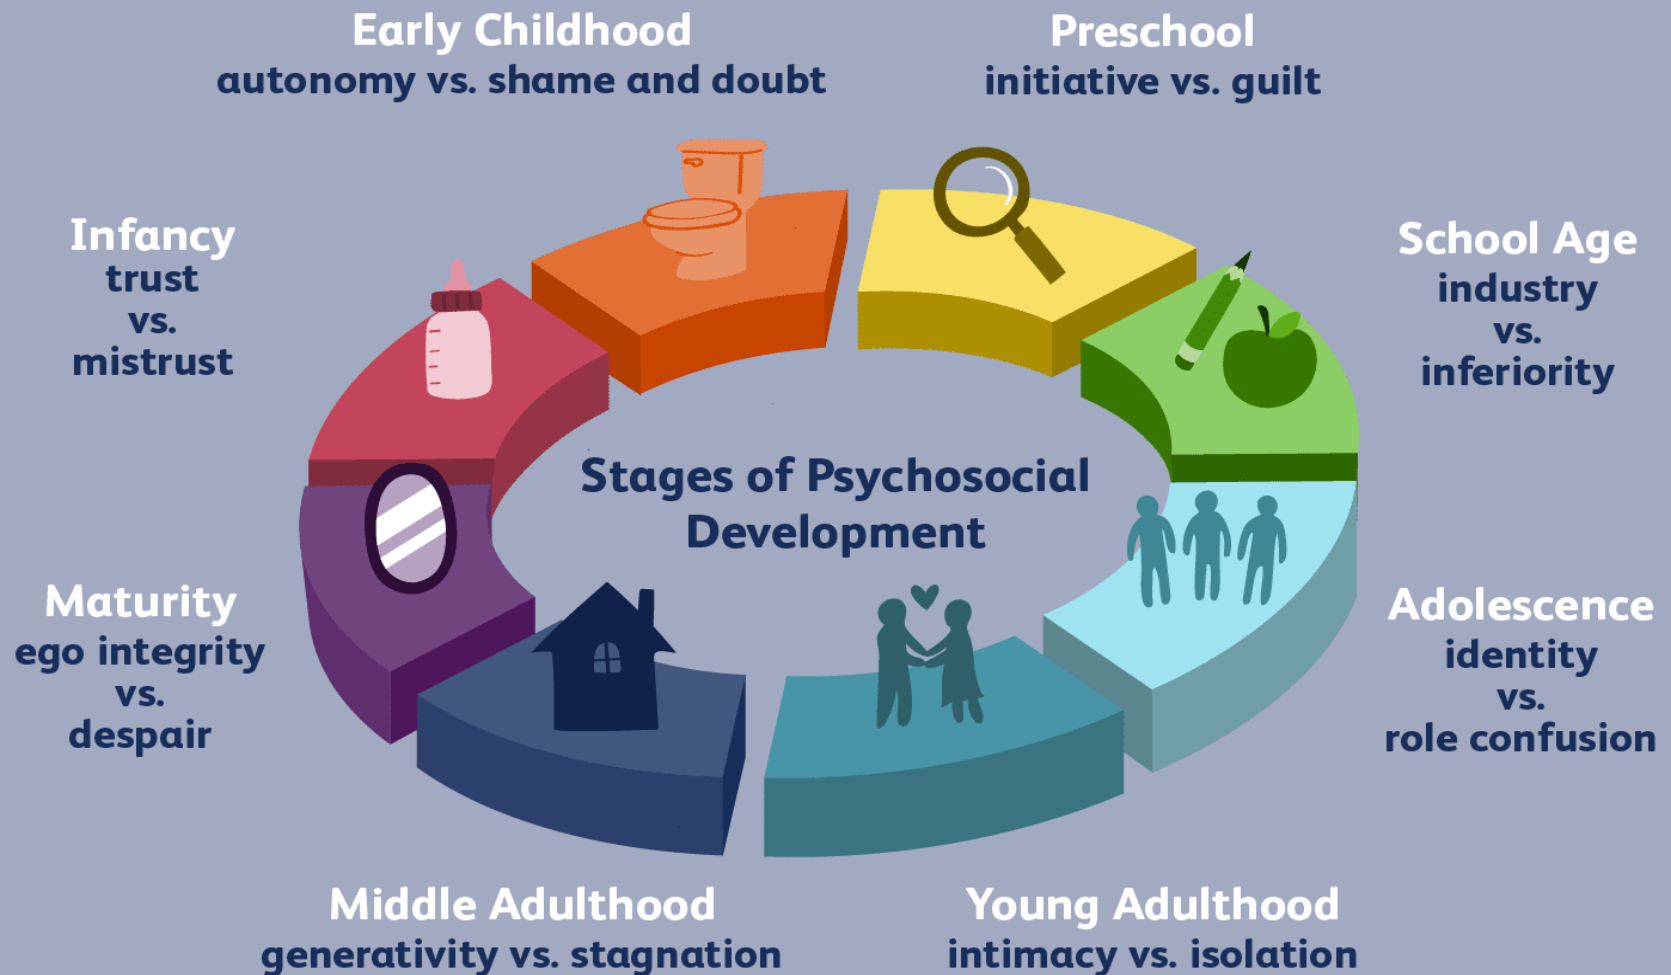 Early Childhood
autonomy vs. shame and doubt
Preschool
initiative vs. guilt
Infancy
trust
vs.
mistrust
School Age
industry
vs.
inferiority
Stages of Psychosocial
Development
Maturity
ego integrity
vs.
despair
Adolescence
identity
vs.
role confusion
Middle Adulthood
generativity vs. stagnation
Young Adulthood
intimacy vs. isolation